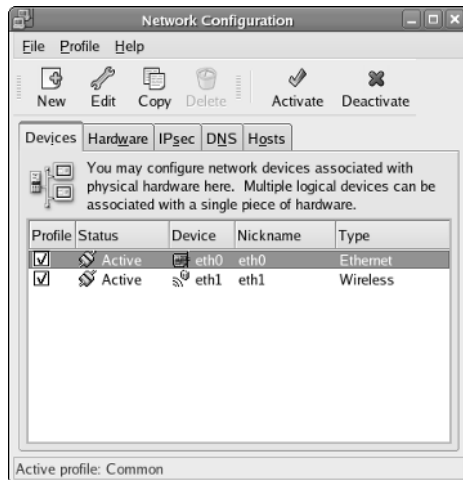 Network Configuration
File Profile Help
New Edit Copy Delete Activate Deactivate
Devices Hardware IPsec DNS Hosts
You may configure network devices associated with
physical hardware here. Multiple logical devices can be
associated with a single piece of hardware.
Profile Status Device Nickname Type
Active eth0 eth0 Ethernet
Active eth1 eth1 Wireless
Active profile: Common